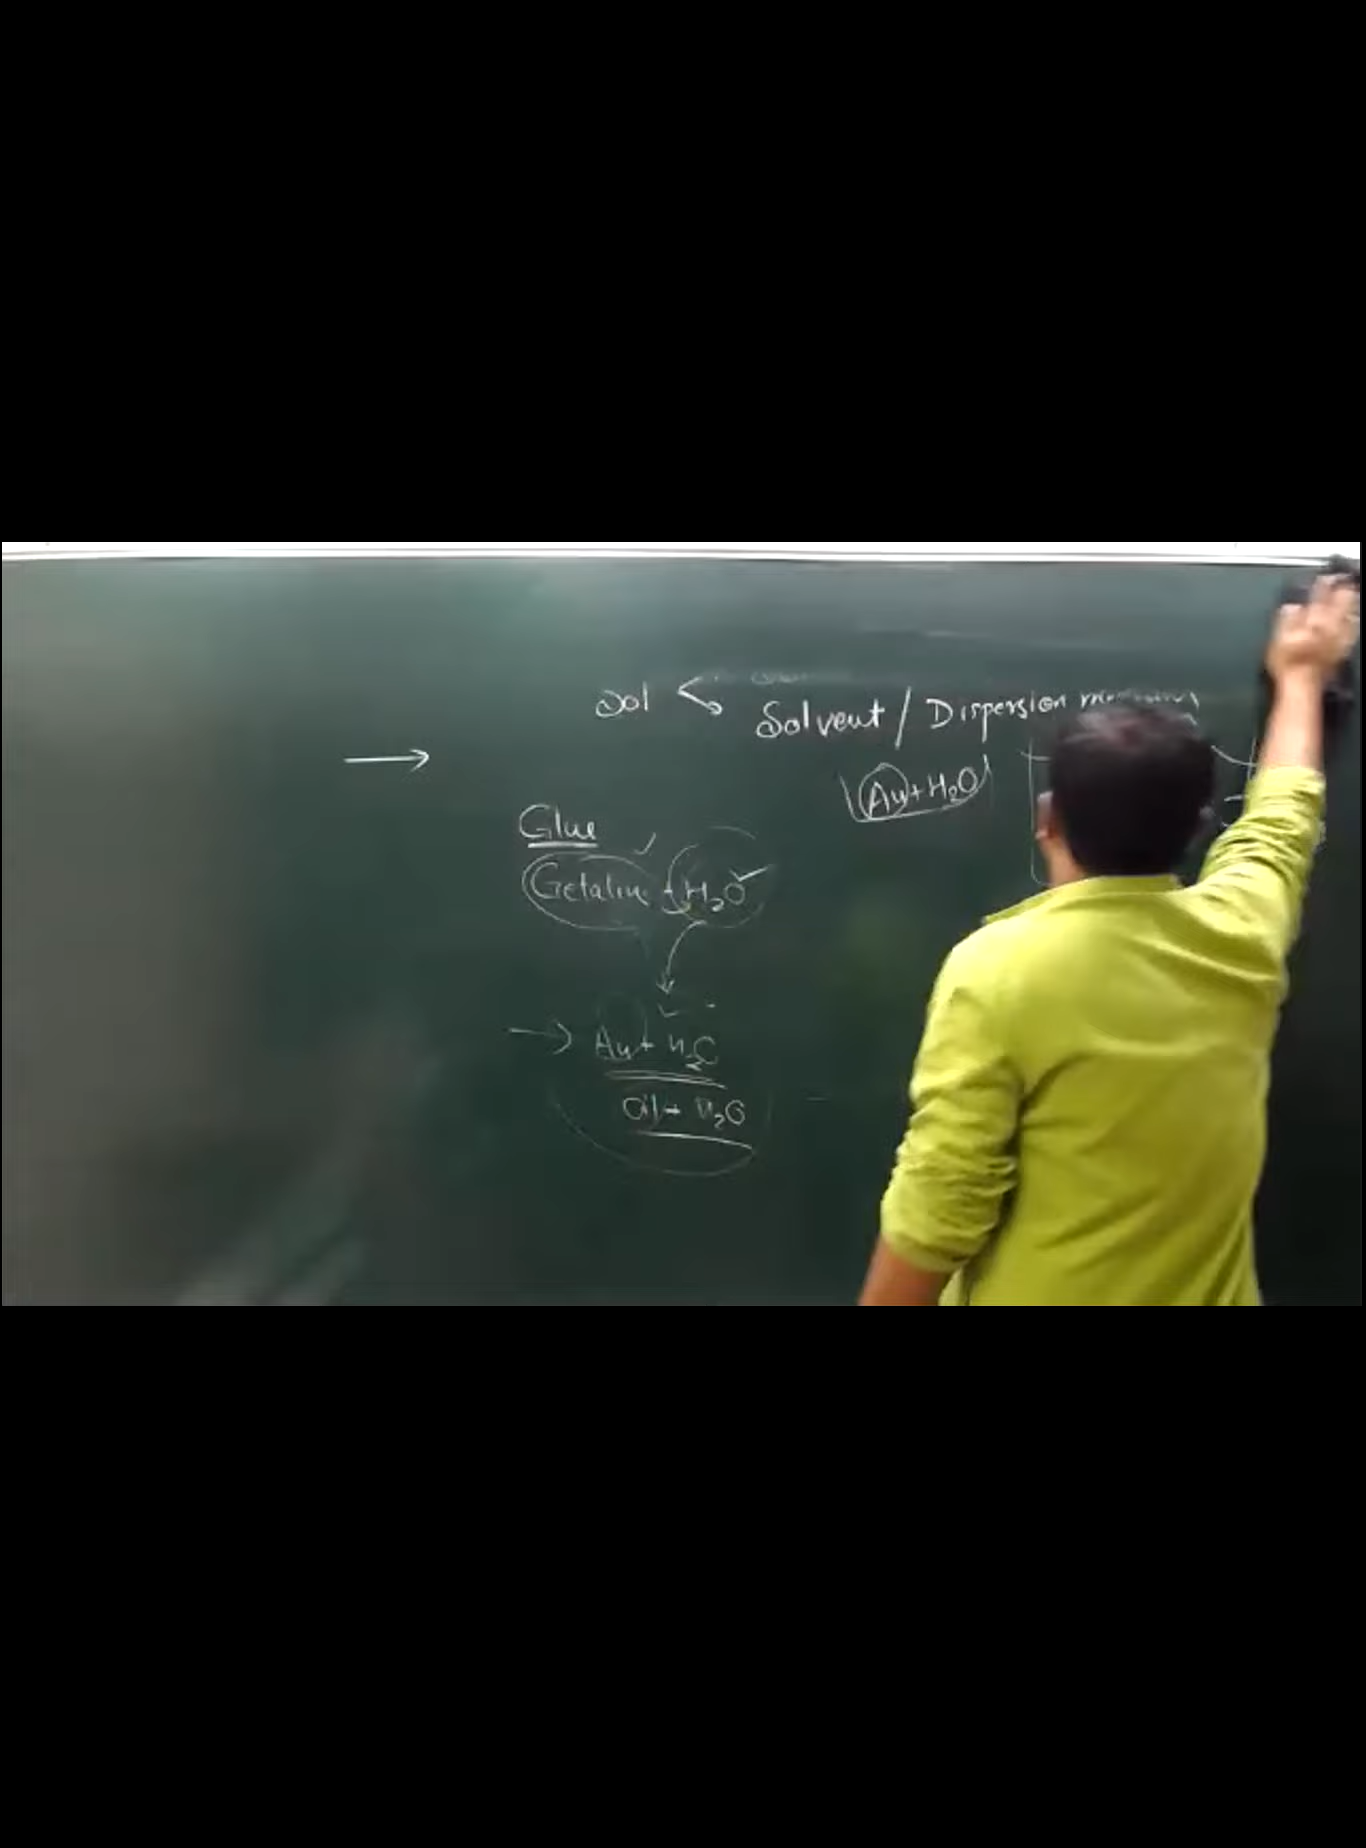 Sol
Solvent / Dispersion
Au + H₂O
Glue
Getaline + H₂O
Au + H₂O
Oil + H₂O